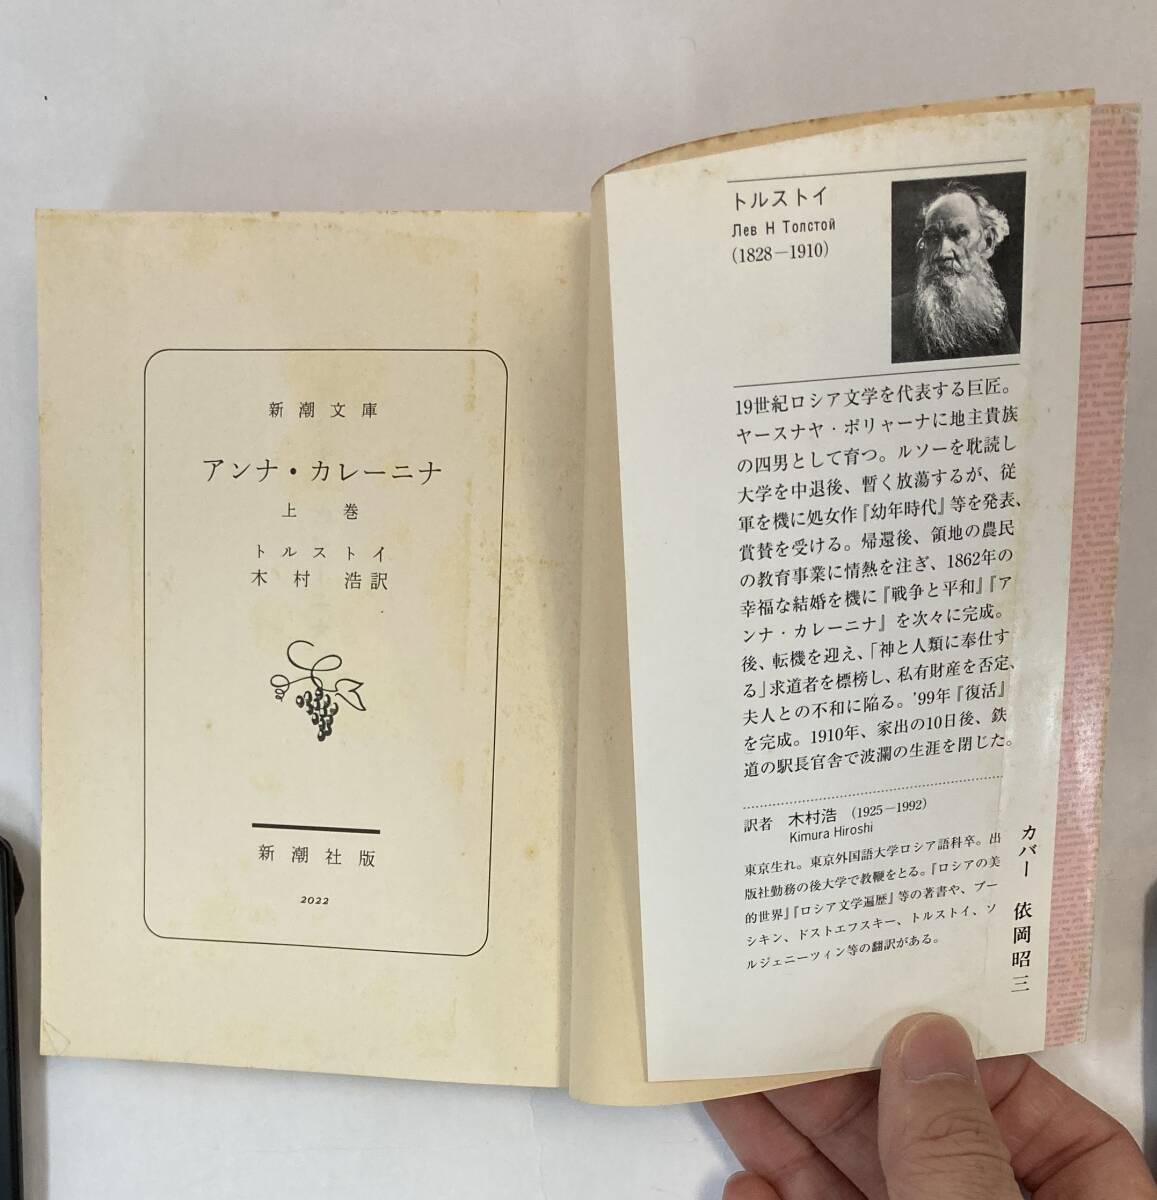 新潮文庫
アンナ・カレーニナ
上巻
トルストイ
木村 浩訳
新潮社版
2022
トルストイ
Лев Н Толстой
(1828−1910)
19世紀ロシア文学を代表する巨匠。
ヤースナヤ・ポリャーナに地主貴族
の四男として育つ。ルソーを耽読し
大学を中退後、暫く放蕩するが、従
軍を機に処女作『幼年時代』等を発表、
賞賛を受ける。帰還後、領地の農民
の教育事業に情熱を注ぎ、1862年の
幸福な結婚を機に『戦争と平和』『ア
ンナ・カレーニナ』を次々に完成。
後、転機を迎え、「神と人類に奉仕す
る」求道者を標榜し、私有財産を否定、
夫人との不和に陥る。'99年『復活』
を完成。1910年、家出の10日後、鉄
道の駅長官舎で波瀾の生涯を閉じた。
訳者 木村浩 (1925−1992)
Kimura Hiroshi
東京生れ。東京外国語大学ロシア語科卒。出
版社勤務の後大学で教鞭をとる。『ロシアの美
的世界』『ロシア文学遍歴』等の著書や、プー
シキン、ドストエフスキー、トルストイ、ソ
ルジェニーツィン等の翻訳がある。
カバー 依岡昭三